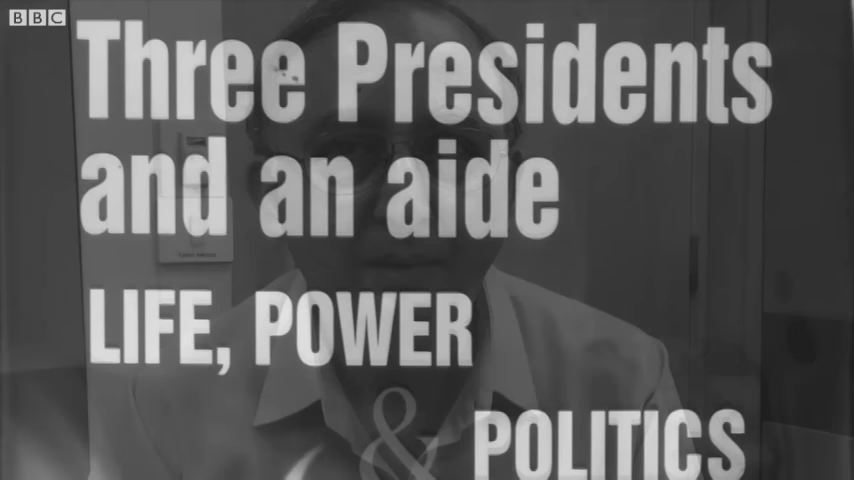 BBC
Three Presidents
and an aide
LIFE, POWER
&
POLITICS